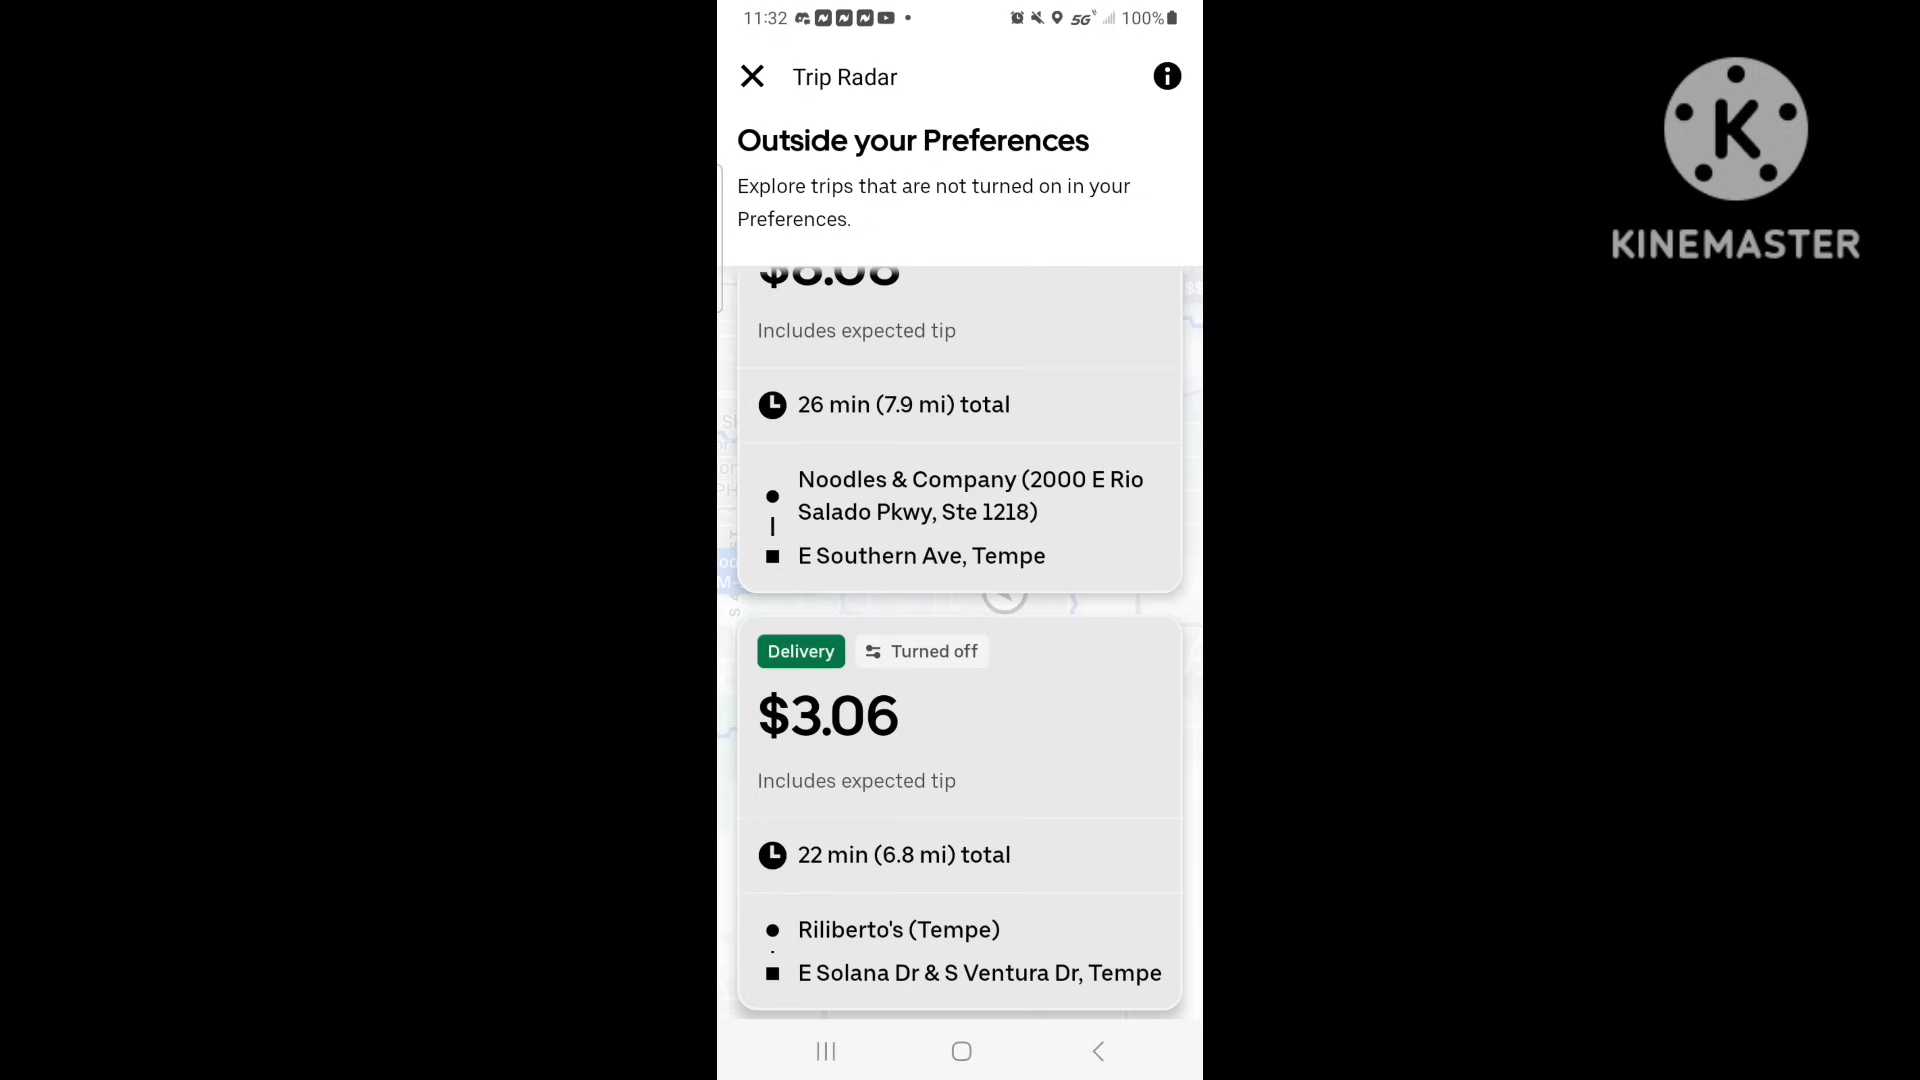 11:32
5G
100%
Trip Radar
KINEMASTER
Outside your Preferences
Explore trips that are not turned on in your
Preferences.
Includes expected tip
26 min (7.9 mi) total
Noodles & Company (2000 E Rio
Salado Pkwy, Ste 1218)
E Southern Ave, Tempe
Delivery
Turned off
$3.06
Includes expected tip
22 min (6.8 mi) total
Riliberto's (Tempe)
E Solana Dr & S Ventura Dr, Tempe